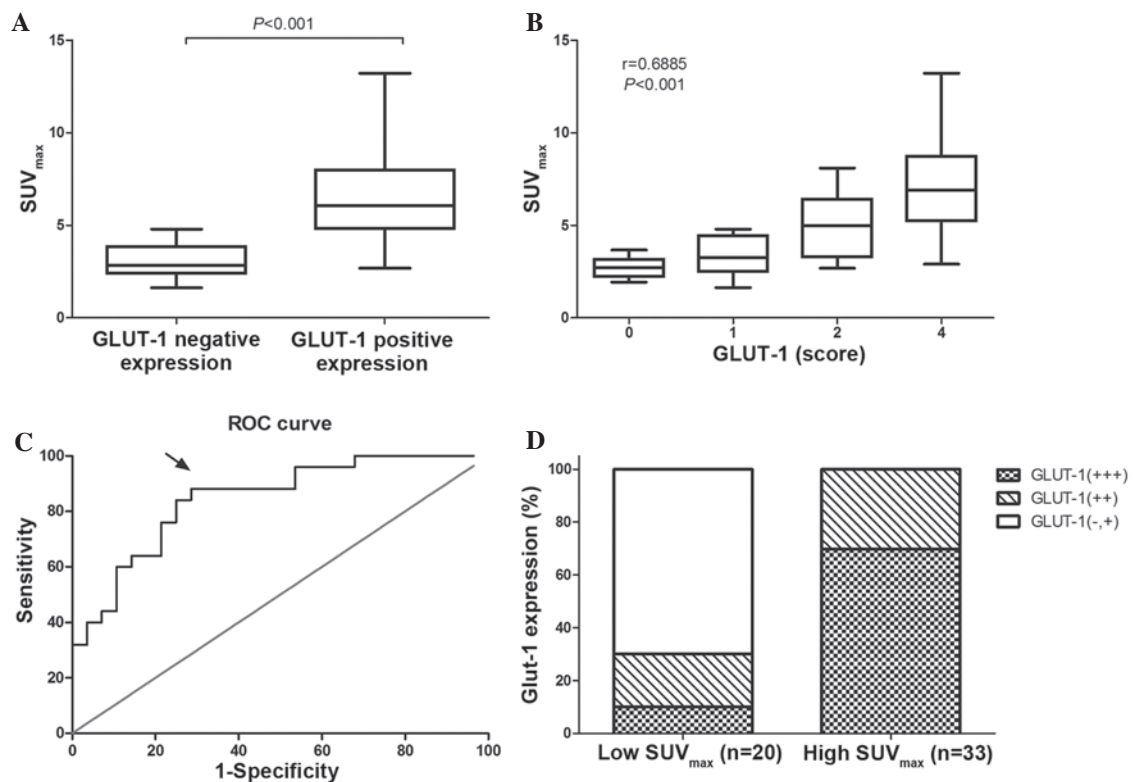 A
P<0.001
15
10
5
0
SUVmax
GLUT-1 negative
expression
GLUT-1 positive
expression
B
r=0.6885
P<0.001
15
10
5
0
SUVmax
0 1 2 4
GLUT-1 (score)
C
ROC curve
100
80
60
40
20
0
Sensitivity
0 20 40 60 80 100
1-Specificity
D
100
80
60
40
20
0
Glut-1 expression (%)
Low SUVmax (n=20)
High SUVmax (n=33)
GLUT-1(+++)
GLUT-1(++)
GLUT-1(-,+)